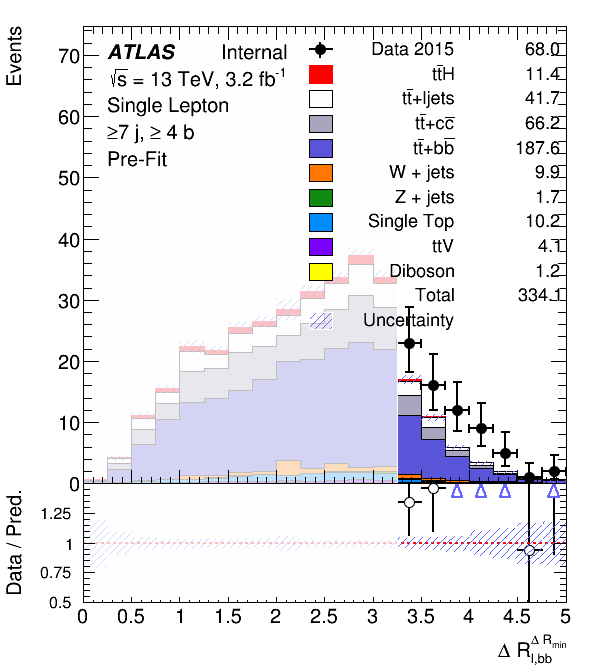 Events
70
60
50
40
30
20
10
0
ATLAS Internal
√s = 13 TeV, 3.2 fb⁻¹
Single Lepton
≥7 j, ≥ 4 b
Pre-Fit
Data 2015 68.0
tt̄H 11.4
tt̄+ljets 41.7
tt̄+cc̄ 66.2
tt̄+bb̄ 187.6
W + jets 9.9
Z + jets 1.7
Single Top 10.2
ttV 4.1
Diboson 1.2
Total 334.1
Uncertainty
Data / Pred.
1.25
1
0.75
0.5
0 0.5 1 1.5 2 2.5 3 3.5 4 4.5 5
Δ R_{l,bb}^{Δ R_{min}}